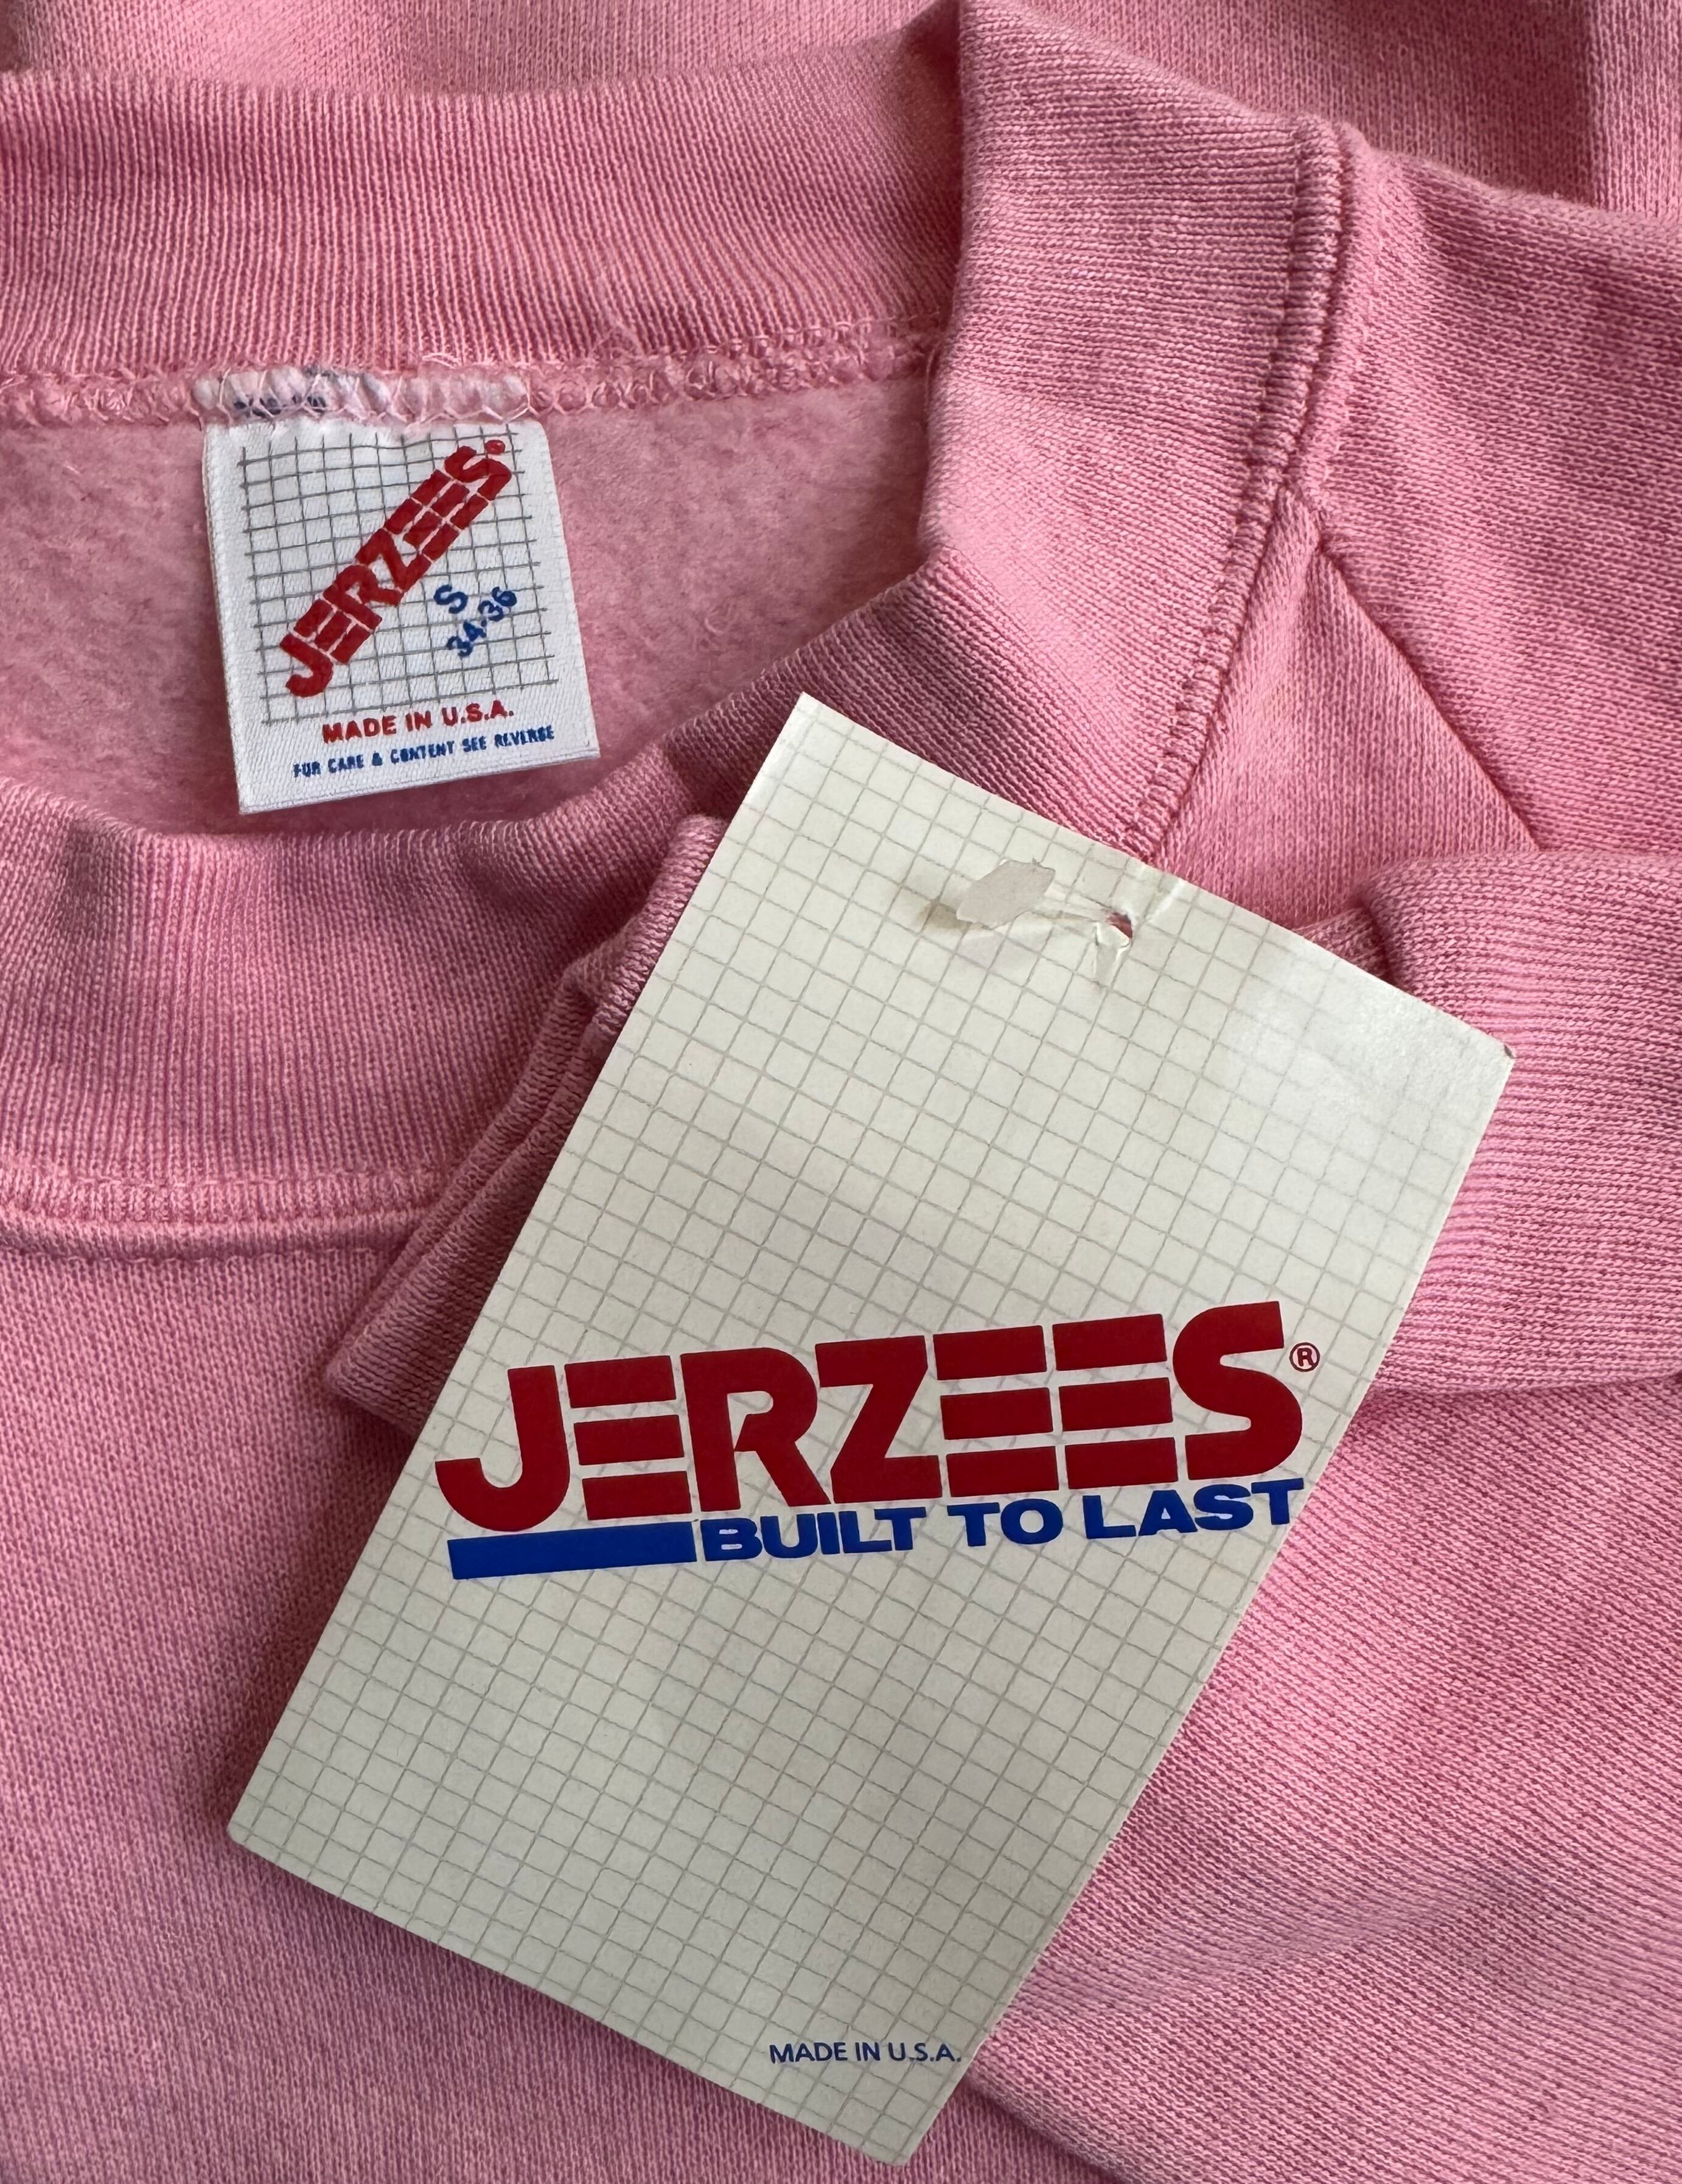 JERZEES®
S
34-36
MADE IN U.S.A.
FOR CARE & CONTENT SEE REVERSE
JERZEES®
BUILT TO LAST
MADE IN U.S.A.